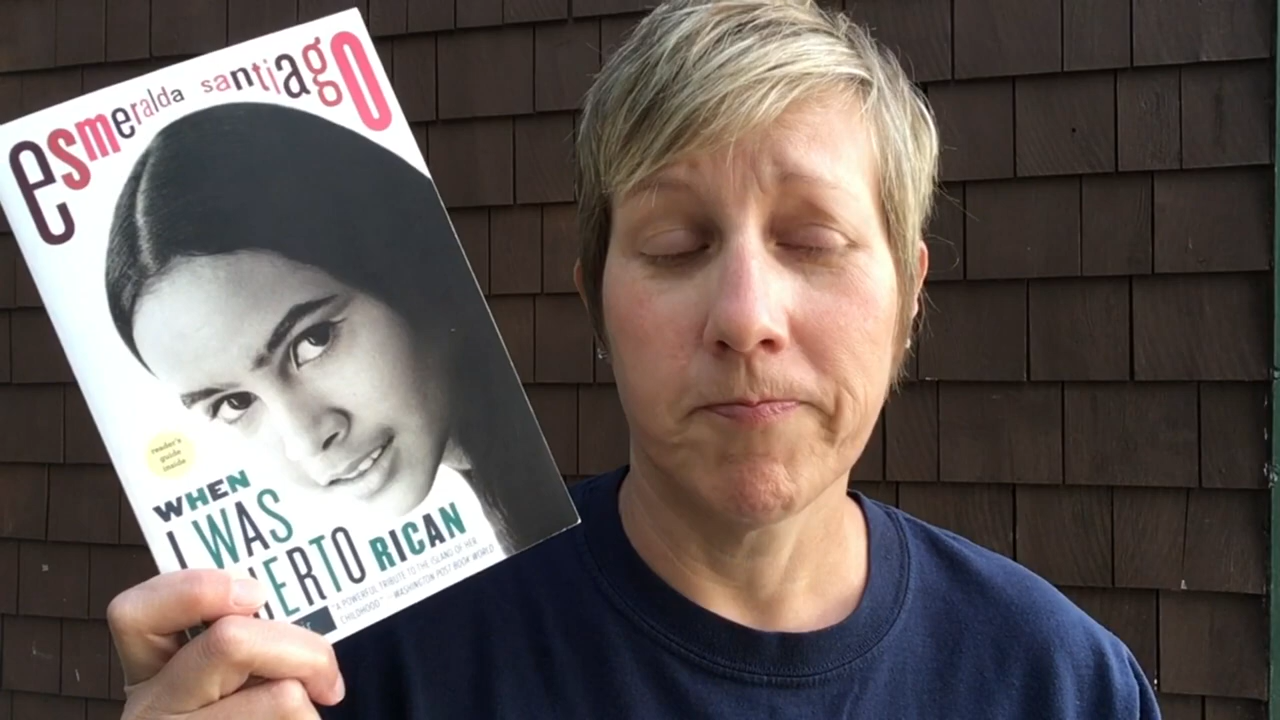 esmeralda santiago
reader's
guide
inside
WHEN
I WAS
UERTO RICAN
"A POWERFUL TRIBUTE TO THE ISLAND OF HER
CHILDHOOD." —WASHINGTON POST BOOK WORLD